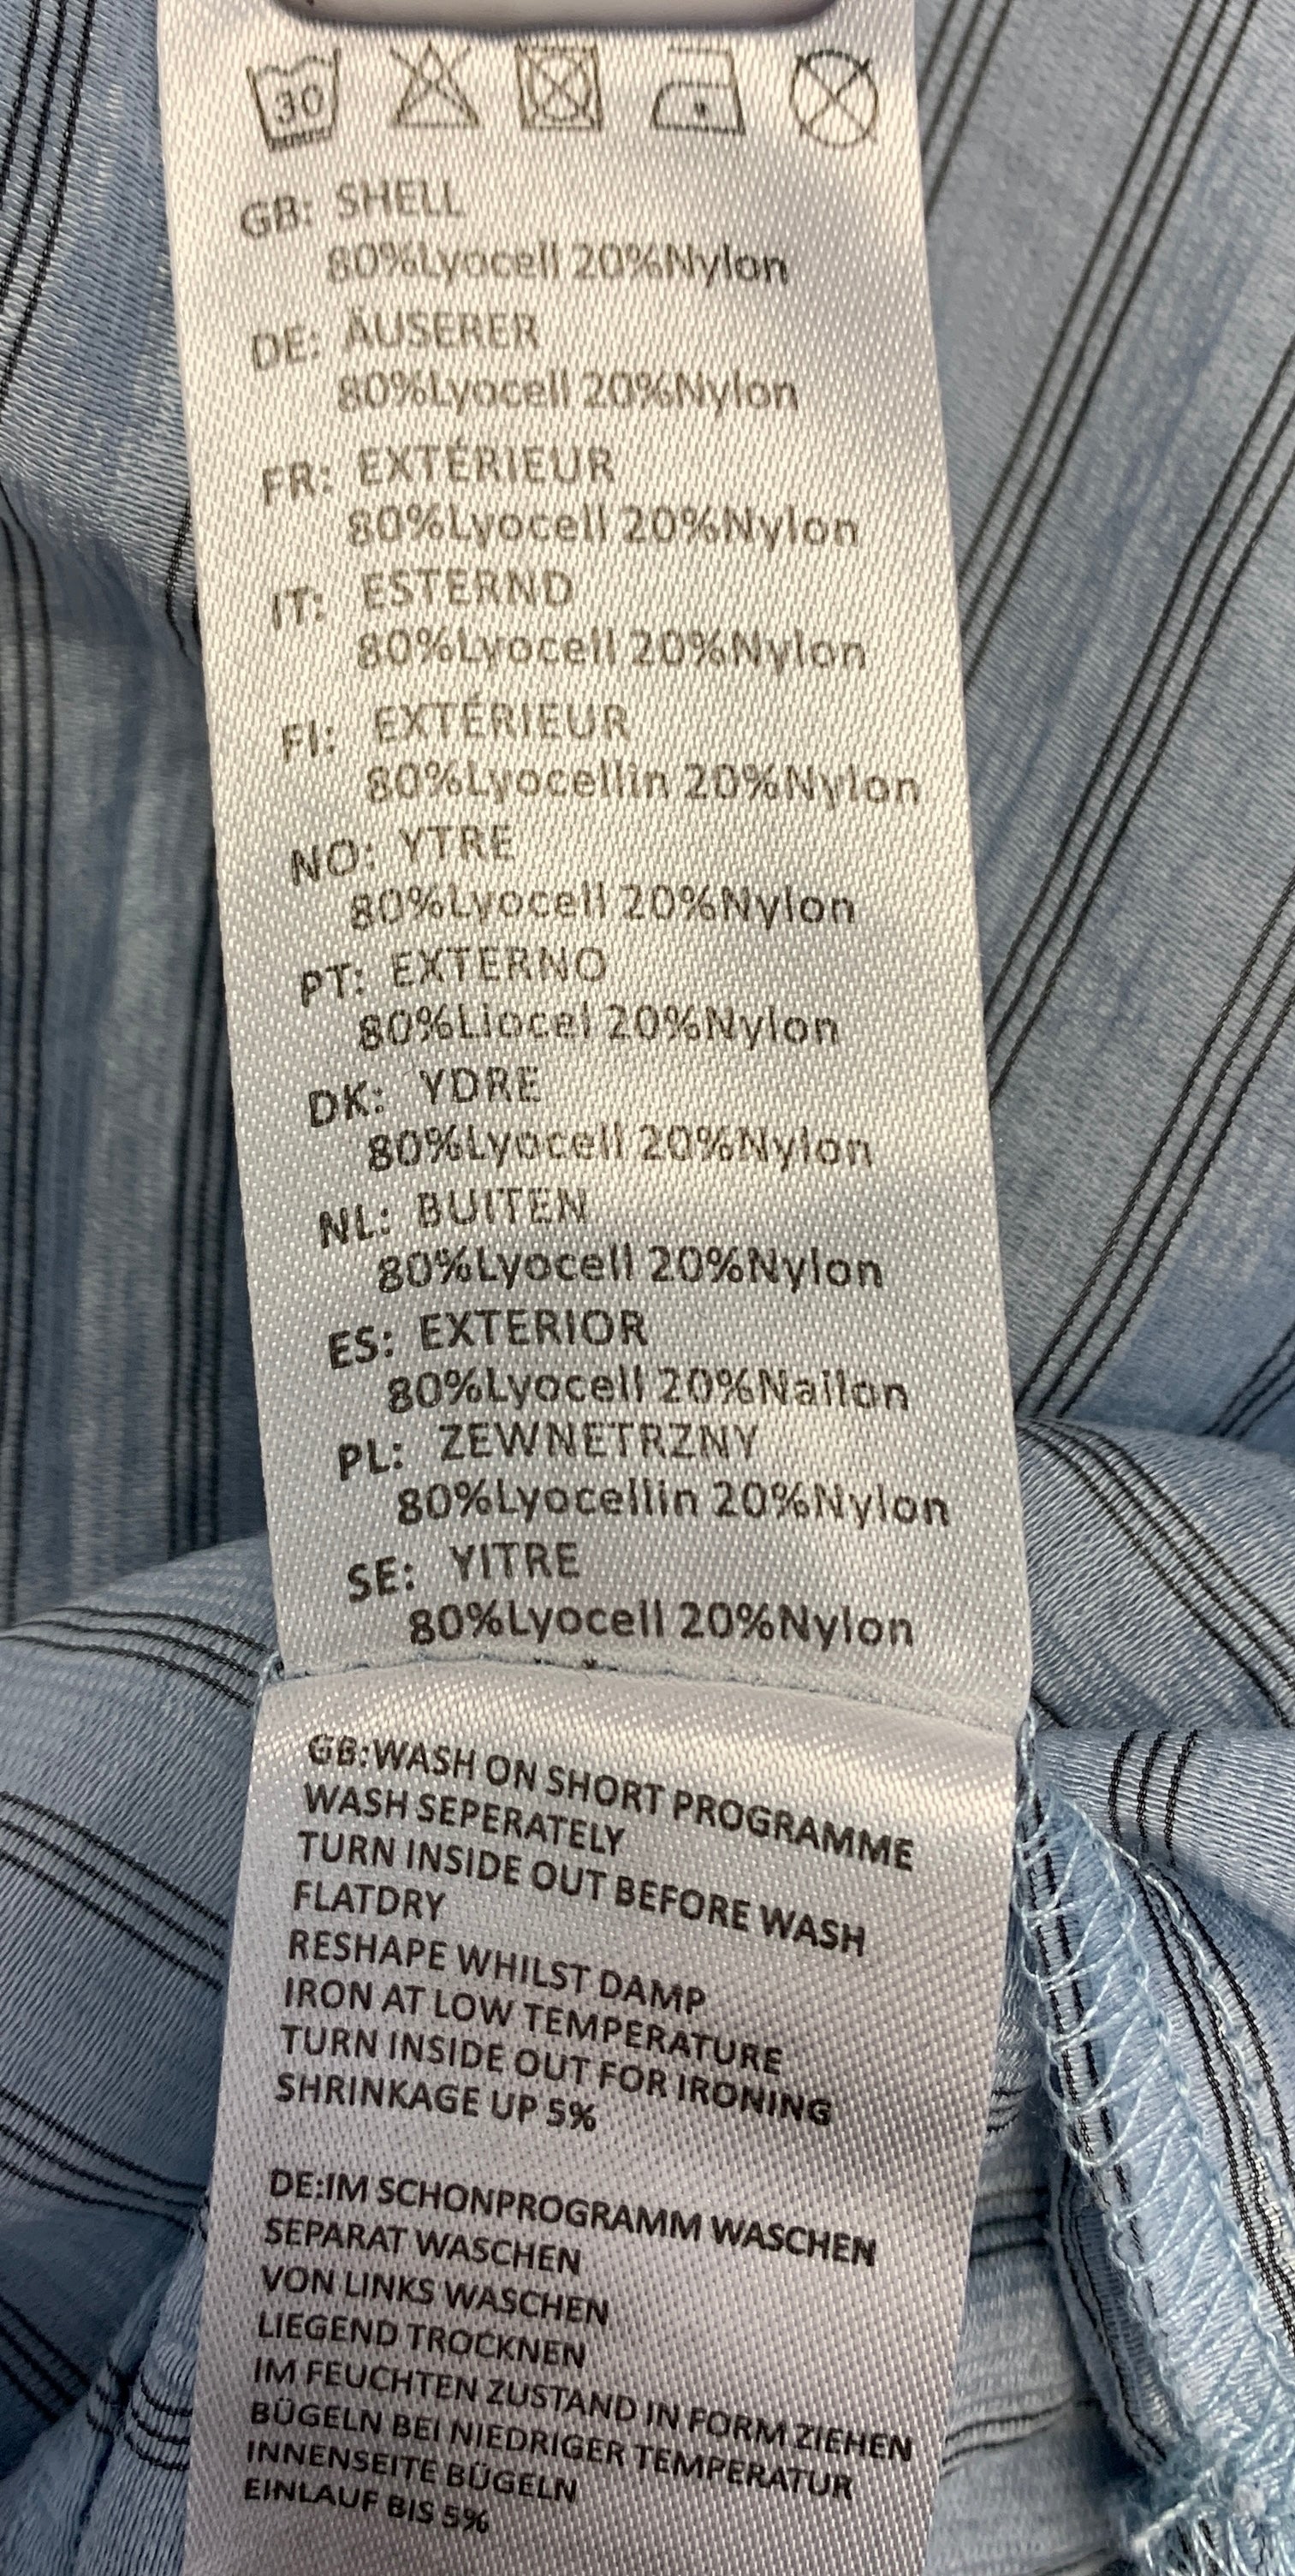 30
GB: SHELL
80%Lyocell 20%Nylon
DE: ÄUSERER
80%Lyocell 20%Nylon
FR: EXTÉRIEUR
80%Lyocell 20%Nylon
IT: ESTERND
80%Lyocell 20%Nylon
FI: EXTÉRIEUR
80%Lyocellin 20%Nylon
NO: YTRE
80%Lyocell 20%Nylon
PT: EXTERNO
80%Liocel 20%Nylon
DK: YDRE
80%Lyocell 20%Nylon
NL: BUITEN
80%Lyocell 20%Nylon
ES: EXTERIOR
80%Lyocell 20%Nailon
PL: ZEWNETRZNY
80%Lyocellin 20%Nylon
SE: YITRE
80%Lyocell 20%Nylon
GB:WASH ON SHORT PROGRAMME
WASH SEPERATELY
TURN INSIDE OUT BEFORE WASH
FLATDRY
RESHAPE WHILST DAMP
IRON AT LOW TEMPERATURE
TURN INSIDE OUT FOR IRONING
SHRINKAGE UP 5%
DE:IM SCHONPROGRAMM WASCHEN
SEPARAT WASCHEN
VON LINKS WASCHEN
LIEGEND TROCKNEN
IM FEUCHTEN ZUSTAND IN FORM ZIEHEN
BÜGELN BEI NIEDRIGER TEMPERATUR
INNENSEITE BÜGELN
EINLAUF BIS 5%